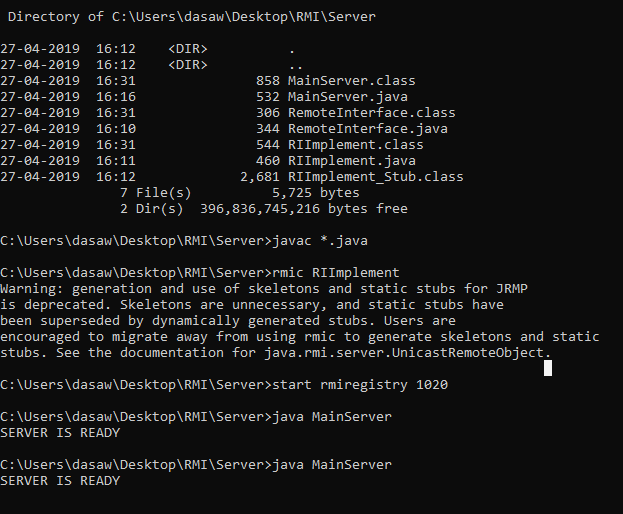 Directory of C:\Users\dasaw\Desktop\RMI\Server
27-04-2019  16:12    <DIR>          .
27-04-2019  16:12    <DIR>          ..
27-04-2019  16:31               858 MainServer.class
27-04-2019  16:16               532 MainServer.java
27-04-2019  16:31               306 RemoteInterface.class
27-04-2019  16:10               344 RemoteInterface.java
27-04-2019  16:31               544 RIImplement.class
27-04-2019  16:11               460 RIImplement.java
27-04-2019  16:12             2,681 RIImplement_Stub.class
               7 File(s)          5,725 bytes
               2 Dir(s)  396,836,745,216 bytes free
C:\Users\dasaw\Desktop\RMI\Server>javac *.java
C:\Users\dasaw\Desktop\RMI\Server>rmic RIImplement
Warning: generation and use of skeletons and static stubs for JRMP
is deprecated. Skeletons are unnecessary, and static stubs have
been superseded by dynamically generated stubs. Users are
encouraged to migrate away from using rmic to generate skeletons and static
stubs. See the documentation for java.rmi.server.UnicastRemoteObject.
C:\Users\dasaw\Desktop\RMI\Server>start rmiregistry 1020
C:\Users\dasaw\Desktop\RMI\Server>java MainServer
SERVER IS READY
C:\Users\dasaw\Desktop\RMI\Server>java MainServer
SERVER IS READY